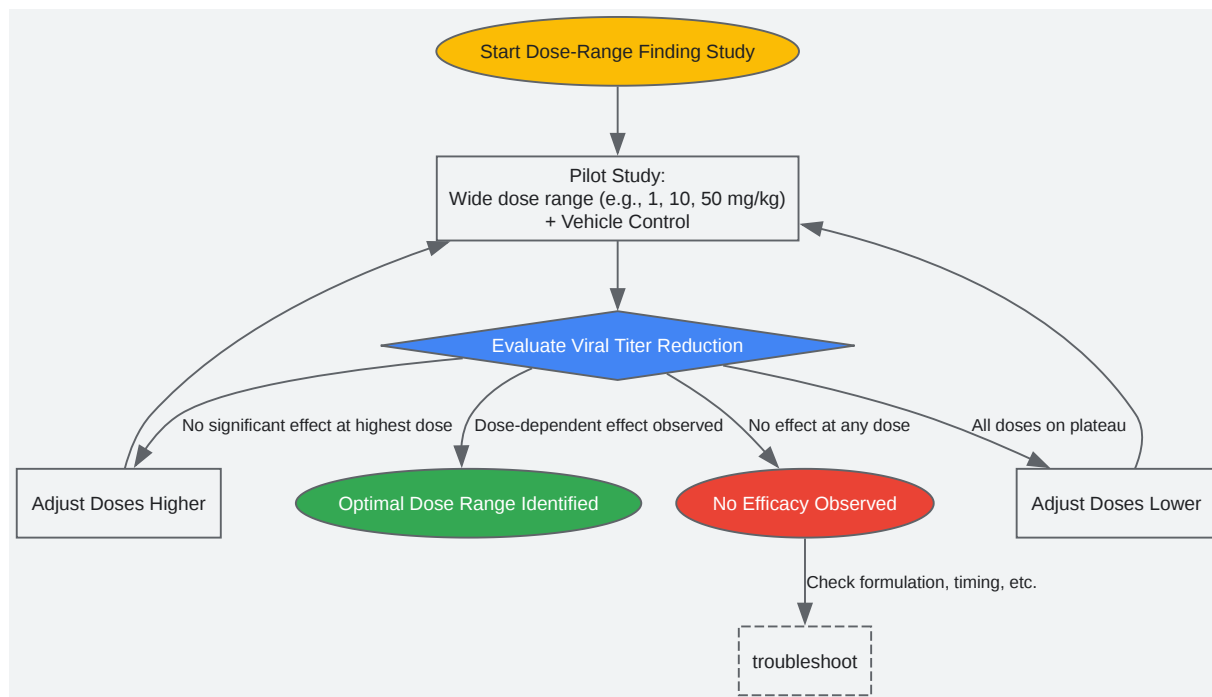 Start Dose-Range Finding Study
Pilot Study:
Wide dose range (e.g., 1, 10, 50 mg/kg)
+ Vehicle Control
Evaluate Viral Titer Reduction
No significant effect at highest dose
Dose-dependent effect observed
No effect at any dose
All doses on plateau
Adjust Doses Higher
Optimal Dose Range Identified
No Efficacy Observed
Adjust Doses Lower
Check formulation, timing, etc.
troubleshoot